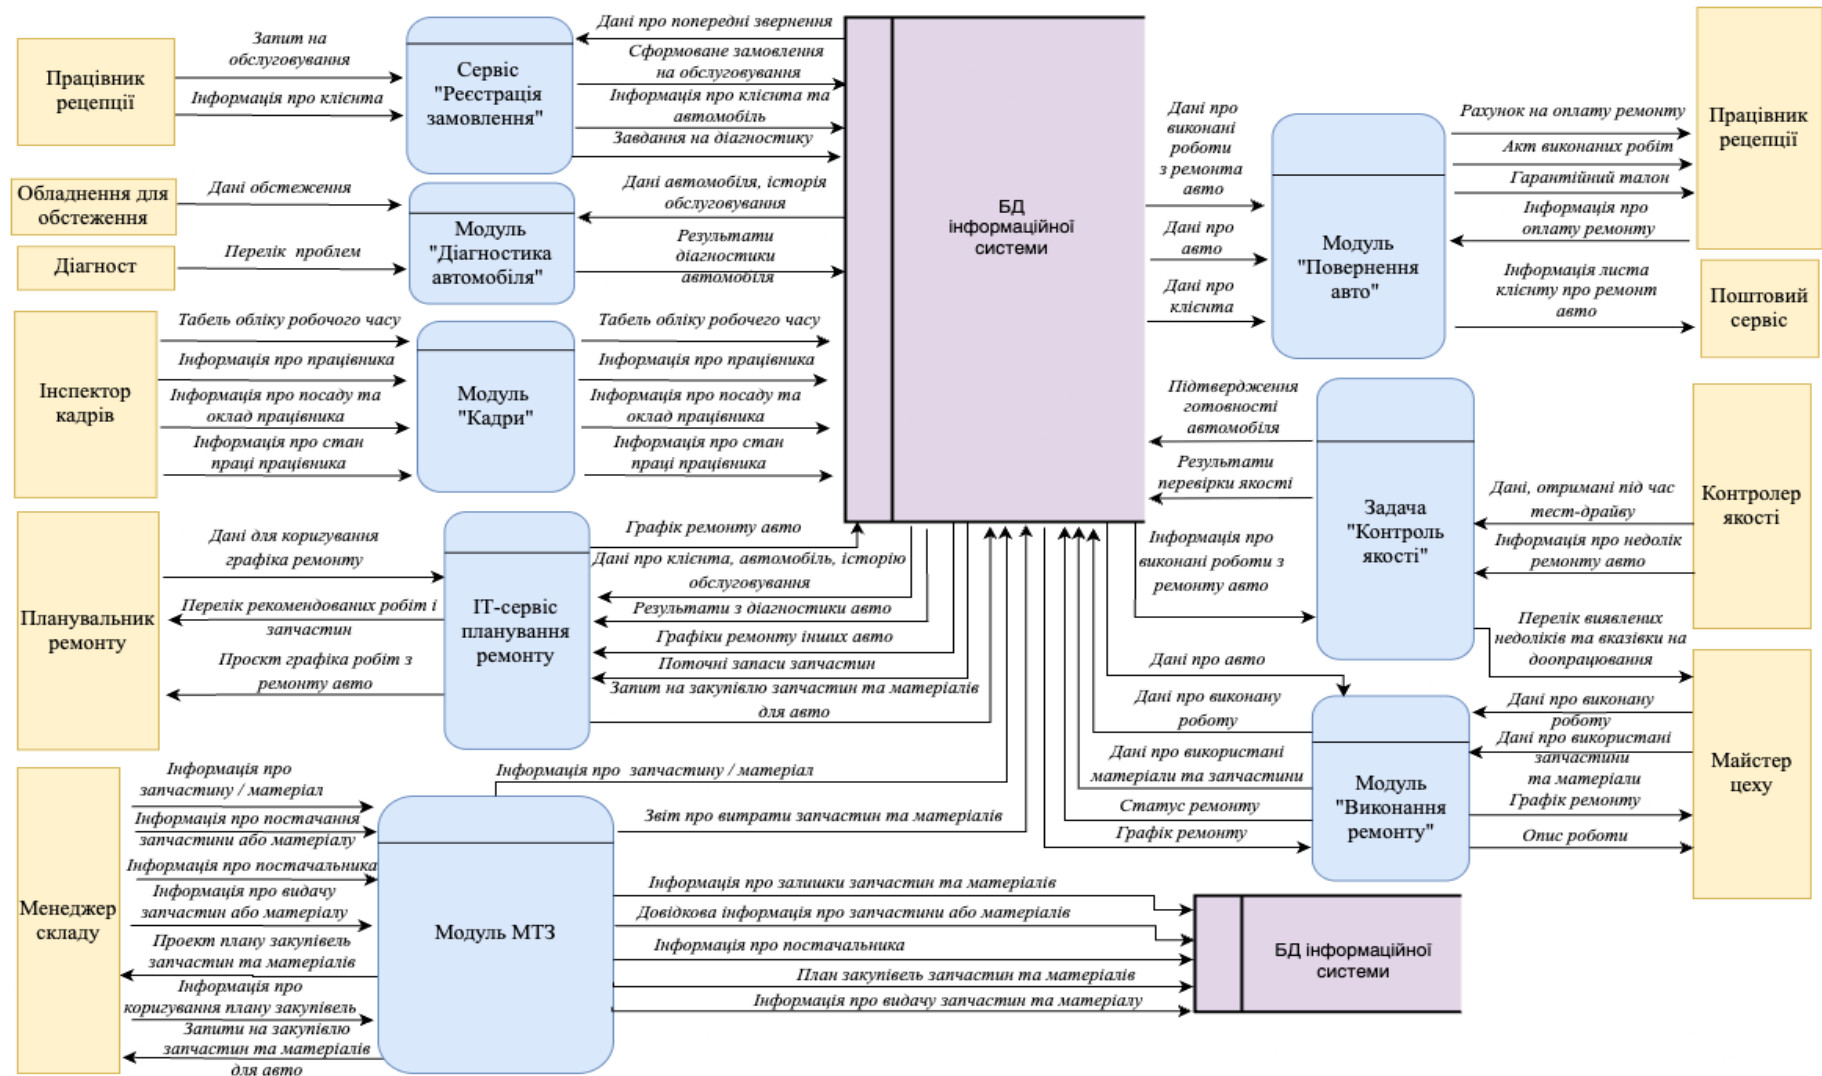 Працівник
рецепції
Запит на
обслуговування
Інформація про клієнта
Сервіс
"Реєстрація
замовлення"
Дані про попередні звернення
Сформоване замовлення
на обслуговування
Інформація про клієнта та
автомобіль
Завдання на діагностику
Обладнення для
обстеження
Дані обстеження
Діагност
Перелік проблем
Модуль
"Діагностика
автомобіля"
Дані автомобіля, історія
обслуговування
Результати
діагностики
автомобіля
Інспектор
кадрів
Табель обліку робочого часу
Інформація про працівника
Інформація про посаду та
оклад працівника
Інформація про стан
праці працівника
Модуль
"Кадри"
Табель обліку робочего часу
Інформація про працівника
Інформація про посаду та
оклад працівника
Інформація про стан
праці працівника
БД
інформаційної
системи
Дані про
виконані
роботи
з ремонта
авто
Дані про
авто
Дані про
клієнта
Модуль
"Повернення
авто"
Рахунок на оплату ремонту
Акт виконаних робіт
Гарантійний талон
Інформація про
оплату ремонту
Інформація листа
клієнту про ремонт
авто
Працівник
рецепції
Поштовий
сервіс
Підтвердження
готовності
автомобіля
Результати
перевірки якості
Інформація про
виконані роботи з
ремонту авто
Задача
"Контроль
якості"
Дані, отримані під час
тест-драйву
Інформація про недолік
ремонту авто
Перелік виявлених
недоліків та вказівки на
доопрацювання
Контролер
якості
Планувальник
ремонту
Дані для коригування
графіка ремонту
Перелік рекомендованих робіт і
запчастин
Проєкт графіка робіт з
ремонту авто
ІТ-сервіс
планування
ремонту
Графік ремонту авто
Дані про клієнта, автомобіль, історію
обслуговування
Результати з діагностики авто
Графіки ремонту інших авто
Поточні запаси запчастин
Запит на закупівлю запчастин та матеріалів
для авто
Дані про авто
Дані про виконану
роботу
Дані про використані
матеріали та запчастини
Статус ремонту
Графік ремонту
Модуль
"Виконання
ремонту"
Дані про виконану
роботу
Дані про використані
запчастини
та матеріали
Графік ремонту
Опис роботи
Майстер
цеху
Менеджер
складу
Інформація про
запчастину / матеріал
Інформація про постачання
запчастини або матеріалу
Інформація про постачальника
Інформація про видачу
запчастин або матеріалу
Проект плану закупівель
запчастин та матеріалів
Інформація про
коригування плану закупівель
Запити на закупівлю
запчастин та матеріалів
для авто
Модуль МТЗ
Інформація про запчастину / матеріал
Звіт про витрати запчастин та матеріалів
Інформація про залишки запчастин та матеріалів
Довідкова інформація про запчастини або матеріалів
Інформація про постачальника
План закупівель запчастин та матеріалів
Інформація про видачу запчастин та матеріалу
БД інформаційної
системи